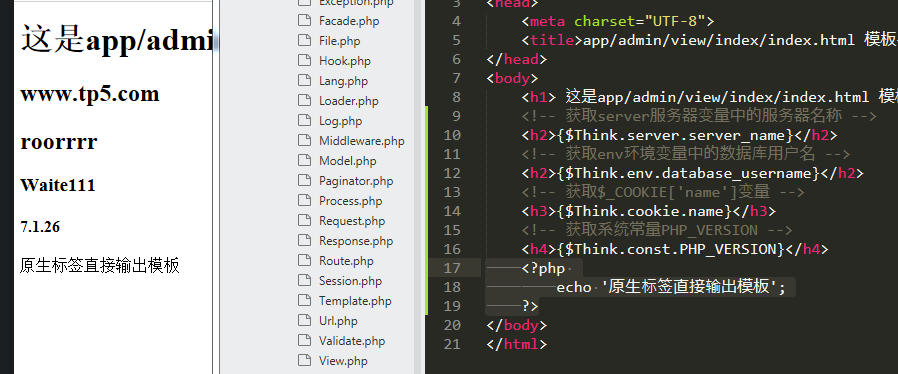 这是app/admi
www.tp5.com
roorrrr
Waite111
7.1.26
原生标签直接输出模板
Exception.php
Facade.php
File.php
Hook.php
Lang.php
Loader.php
Log.php
Middleware.php
Model.php
Paginator.php
Process.php
Request.php
Response.php
Route.php
Session.php
Template.php
Url.php
Validate.php
View.php
3 <head>
4 <meta charset="UTF-8">
5 <title>app/admin/view/index/index.html 模板
6 </head>
7 <body>
8 <h1> 这是app/admin/view/index/index.html 模
9 <!-- 获取server服务器变量中的服务器名称 -->
10 <h2>{$Think.server.server_name}</h2>
11 <!-- 获取env环境变量中的数据库用户名 -->
12 <h2>{$Think.env.database_username}</h2>
13 <!-- 获取$_COOKIE['name']变量 -->
14 <h3>{$Think.cookie.name}</h3>
15 <!-- 获取系统常量PHP_VERSION -->
16 <h4>{$Think.const.PHP_VERSION}</h4>
17 <?php
18 echo '原生标签直接输出模板';
19 ?>
20 </body>
21 </html>